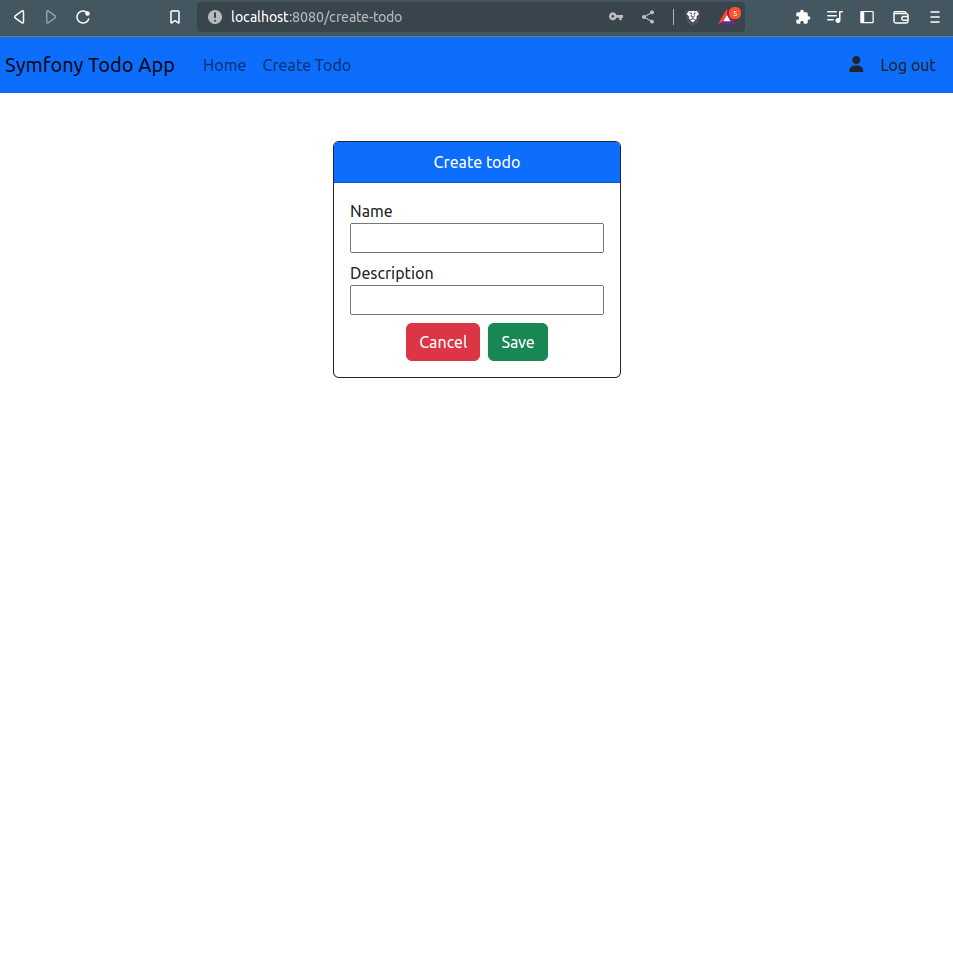 localhost:8080/create-todo
5
Symfony Todo App Home Create Todo Log out
Create todo
Name
Description
Cancel Save